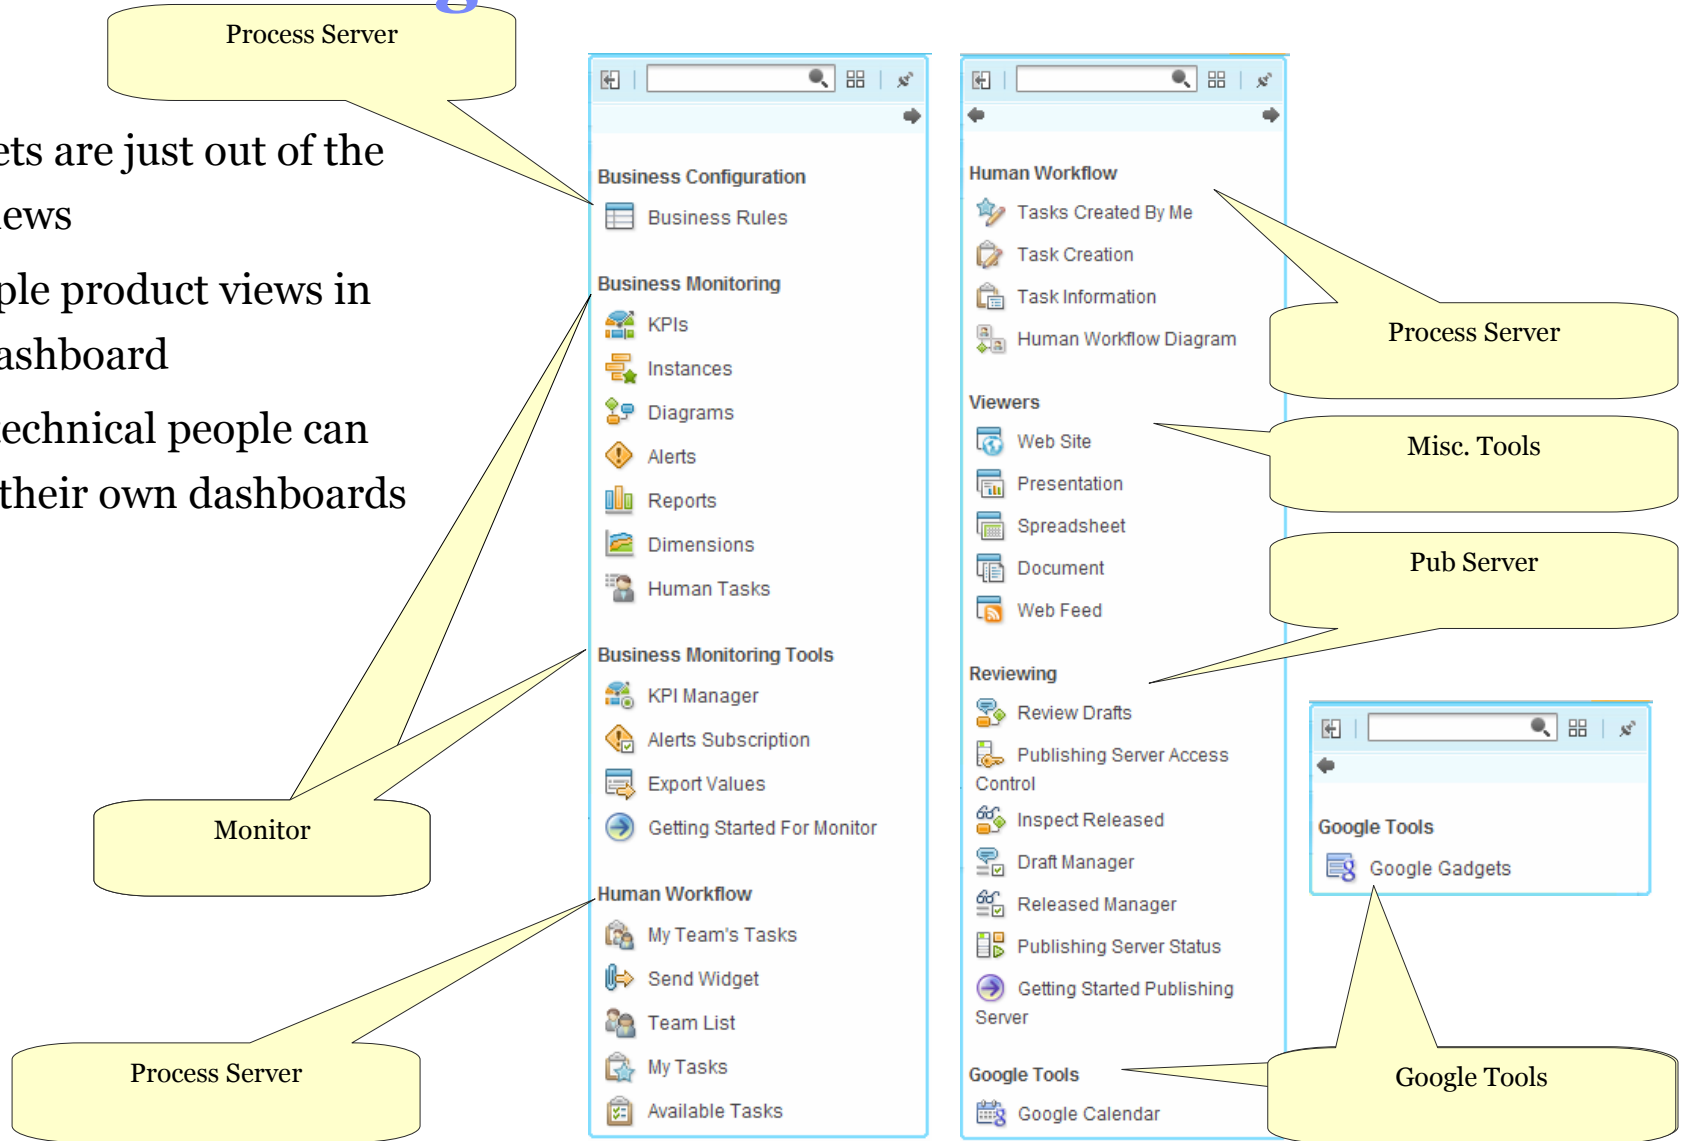 Process Server
ets are just out of the
iews
ple product views in
ashboard
technical people can
their own dashboards
Monitor
Process Server
Business Configuration
Business Rules
Business Monitoring
KPIs
Instances
Diagrams
Alerts
Reports
Dimensions
Human Tasks
Business Monitoring Tools
KPI Manager
Alerts Subscription
Export Values
Getting Started For Monitor
Human Workflow
My Team's Tasks
Send Widget
Team List
My Tasks
Available Tasks
Human Workflow
Tasks Created By Me
Task Creation
Task Information
Human Workflow Diagram
Viewers
Web Site
Presentation
Spreadsheet
Document
Web Feed
Reviewing
Review Drafts
Publishing Server Access
Control
Inspect Released
Draft Manager
Released Manager
Publishing Server Status
Getting Started Publishing
Server
Google Tools
Google Calendar
Process Server
Misc. Tools
Pub Server
Google Tools
Google Gadgets
Google Tools